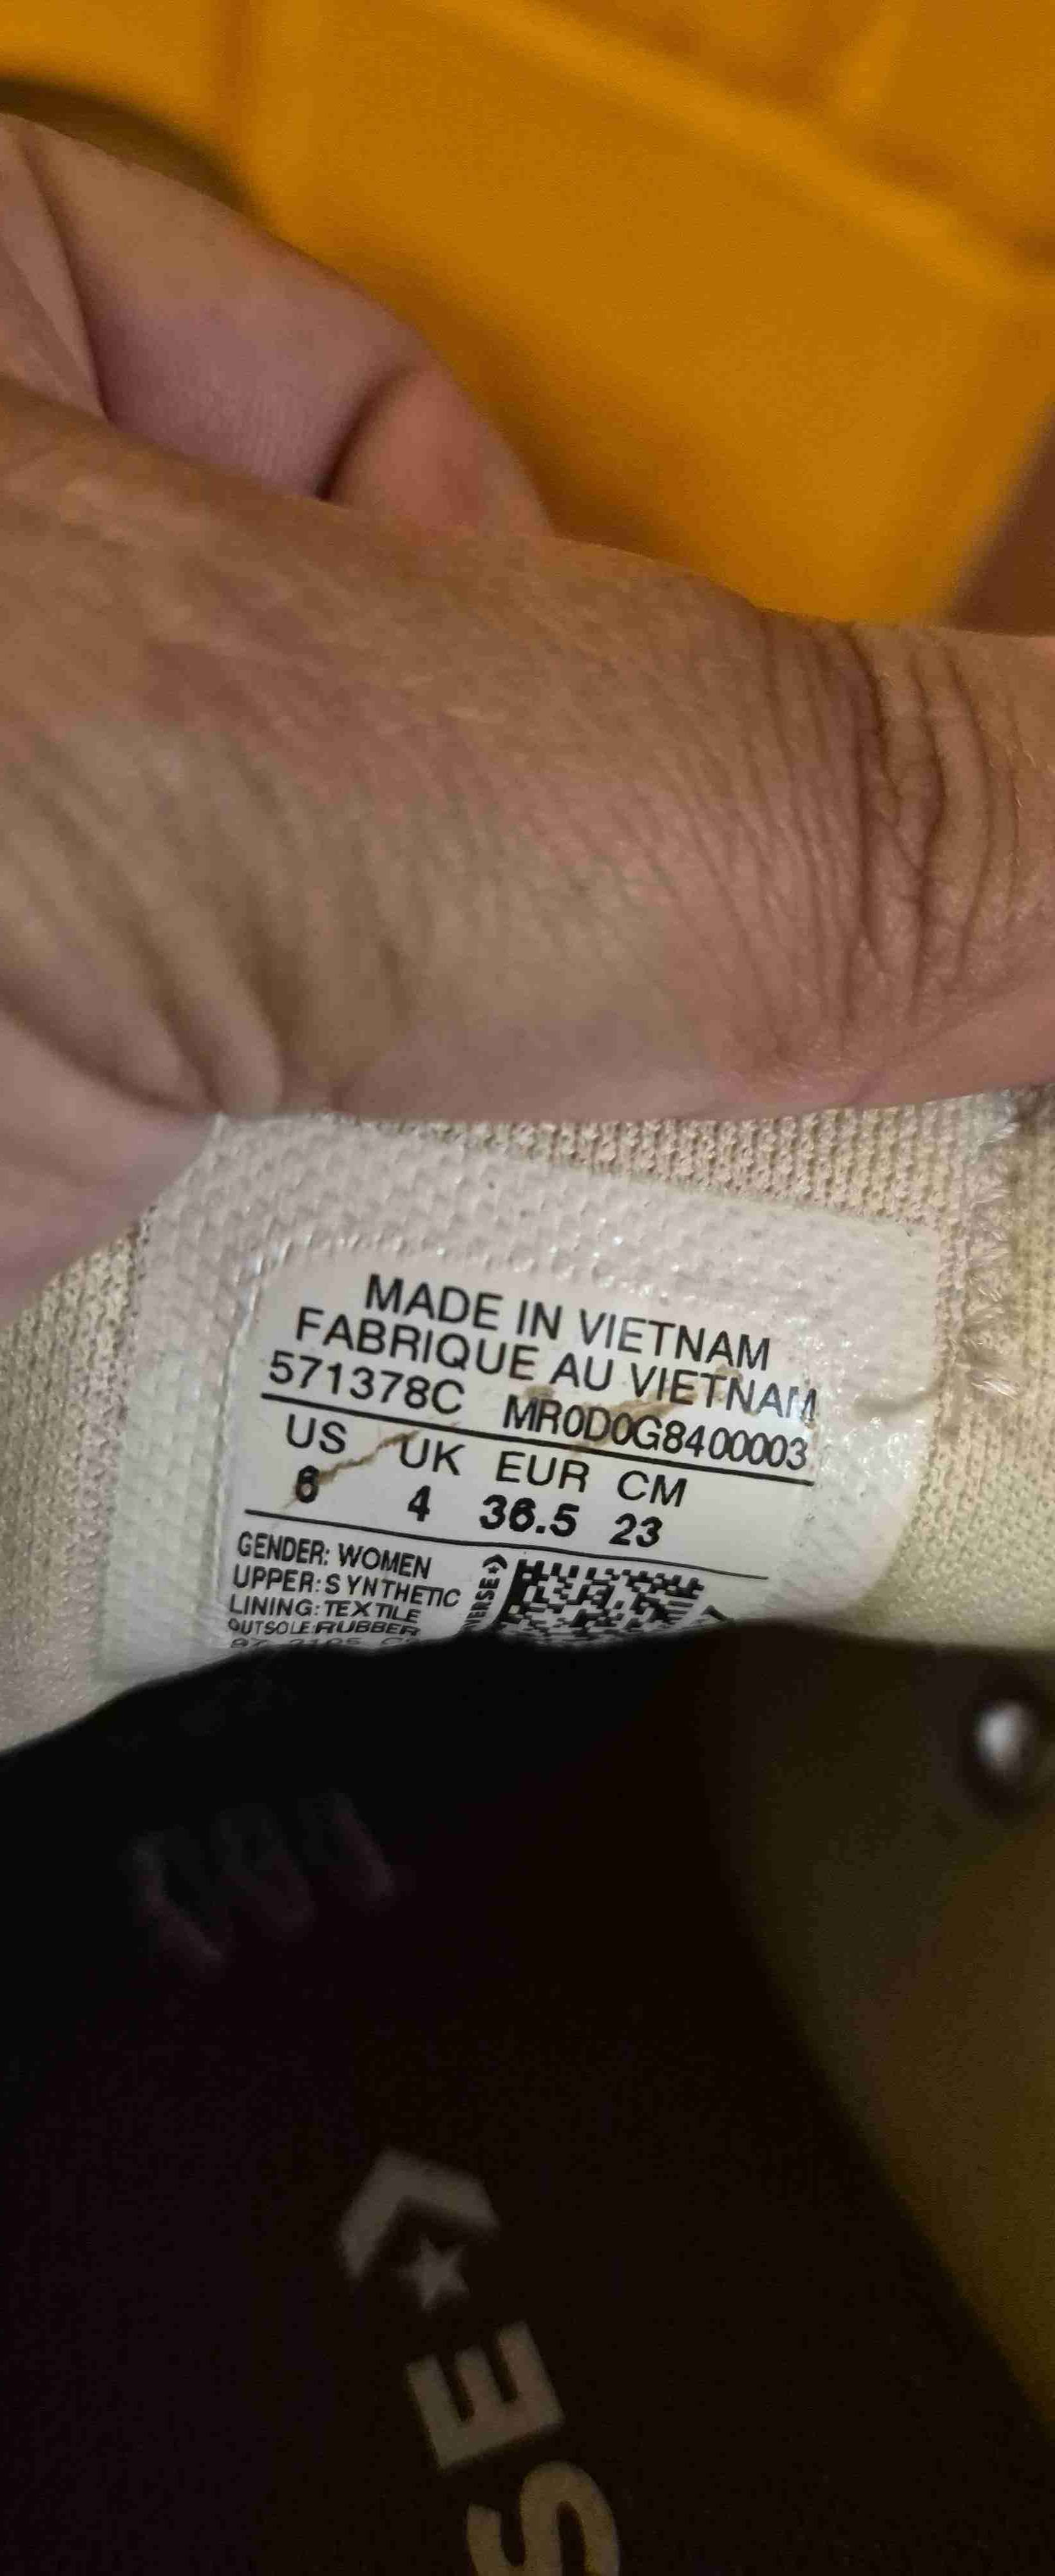 MADE IN VIETNAM
FABRIQUE AU VIETNAM
571378C MR0D0G8400003
US UK EUR CM
6 4 36.5 23
GENDER: WOMEN
UPPER: SYNTHETIC
LINING: TEXTILE
OUTSOLE: RUBBER
SE